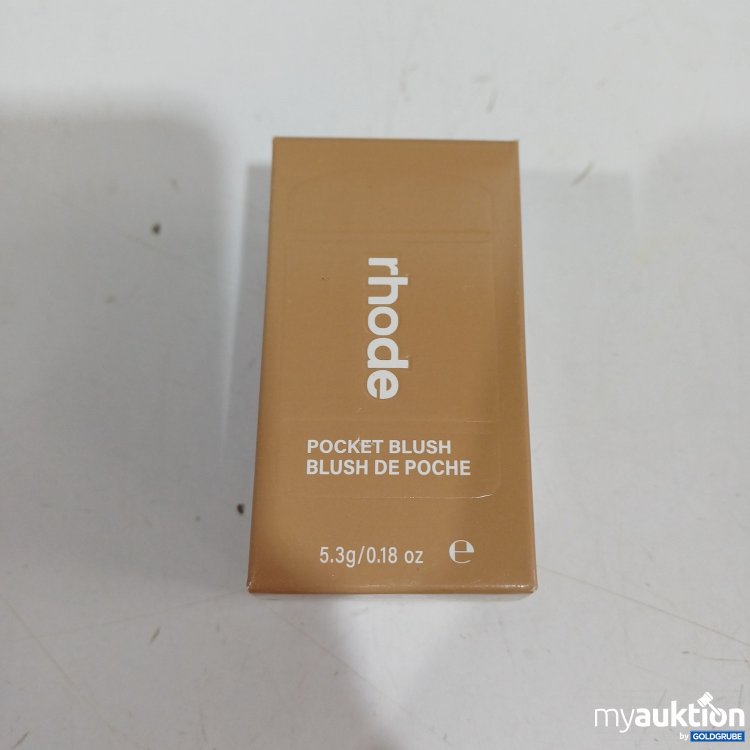 rhode
POCKET BLUSH
BLUSH DE POCHE
5.3g/0.18 oz ℮
myauktion
by GOLDGRUBE